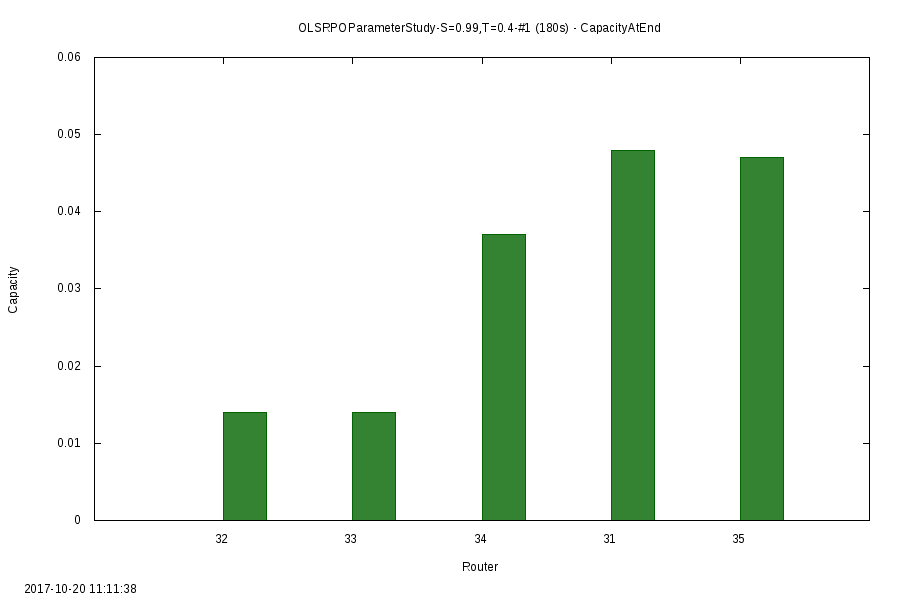 OLSRPOParameterStudy-S=0.99,T=0.4-#1 (180s) - CapacityAtEnd
0.06
0.05
0.04
0.03
0.02
0.01
0
Capacity
32 33 34 31 35
Router
2017-10-20 11:11:38